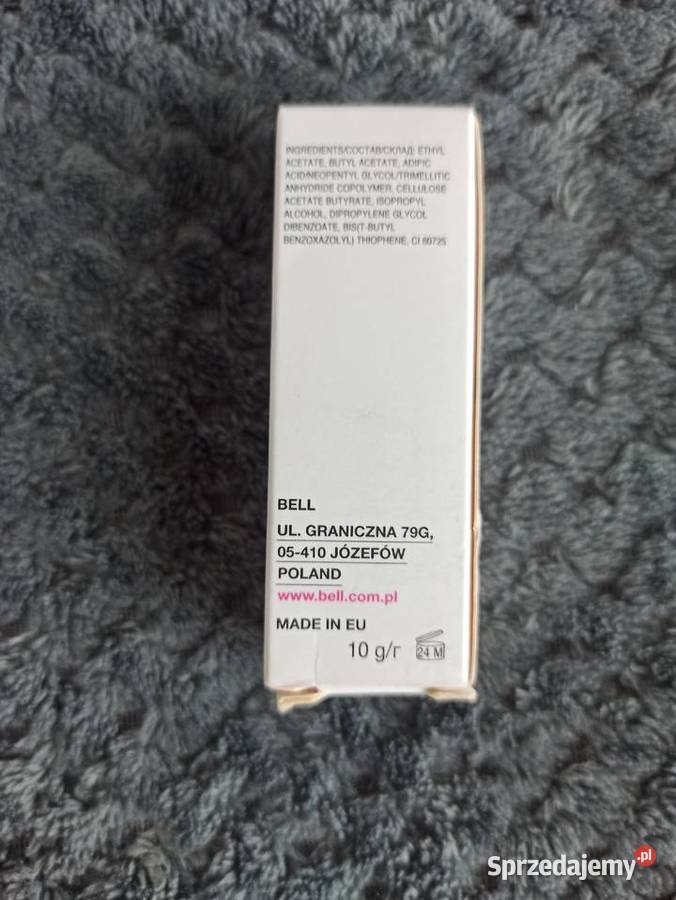 INGREDIENTS/СОСТАВ/СКЛАД: ETHYL
ACETATE, BUTYL ACETATE, ADIPIC
ACID/NEOPENTYL GLYCOL/TRIMELLITIC
ANHYDRIDE COPOLYMER, CELLULOSE
ACETATE BUTYRATE, ISOPROPYL
ALCOHOL, DIPROPYLENE GLYCOL
DIBENZOATE, BIS(T-BUTYL
BENZOXAZOLYL) THIOPHENE, CI 60725
BELL
UL. GRANICZNA 79G,
05-410 JÓZEFÓW
POLAND
www.bell.com.pl
MADE IN EU
10 g/г 24 M
Sprzedajemy.pl